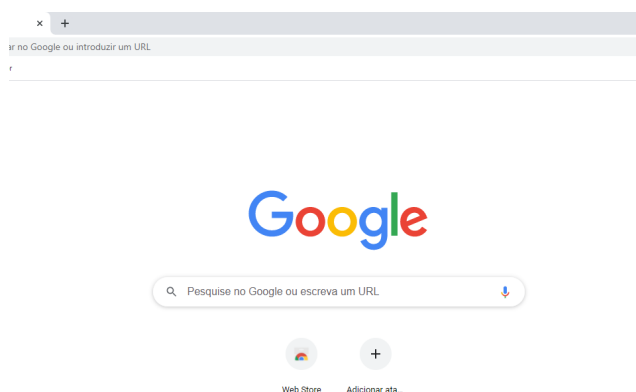 ar no Google ou introduzir um URL
r
Google
Pesquise no Google ou escreva um URL
Web Store
Adicionar ata...